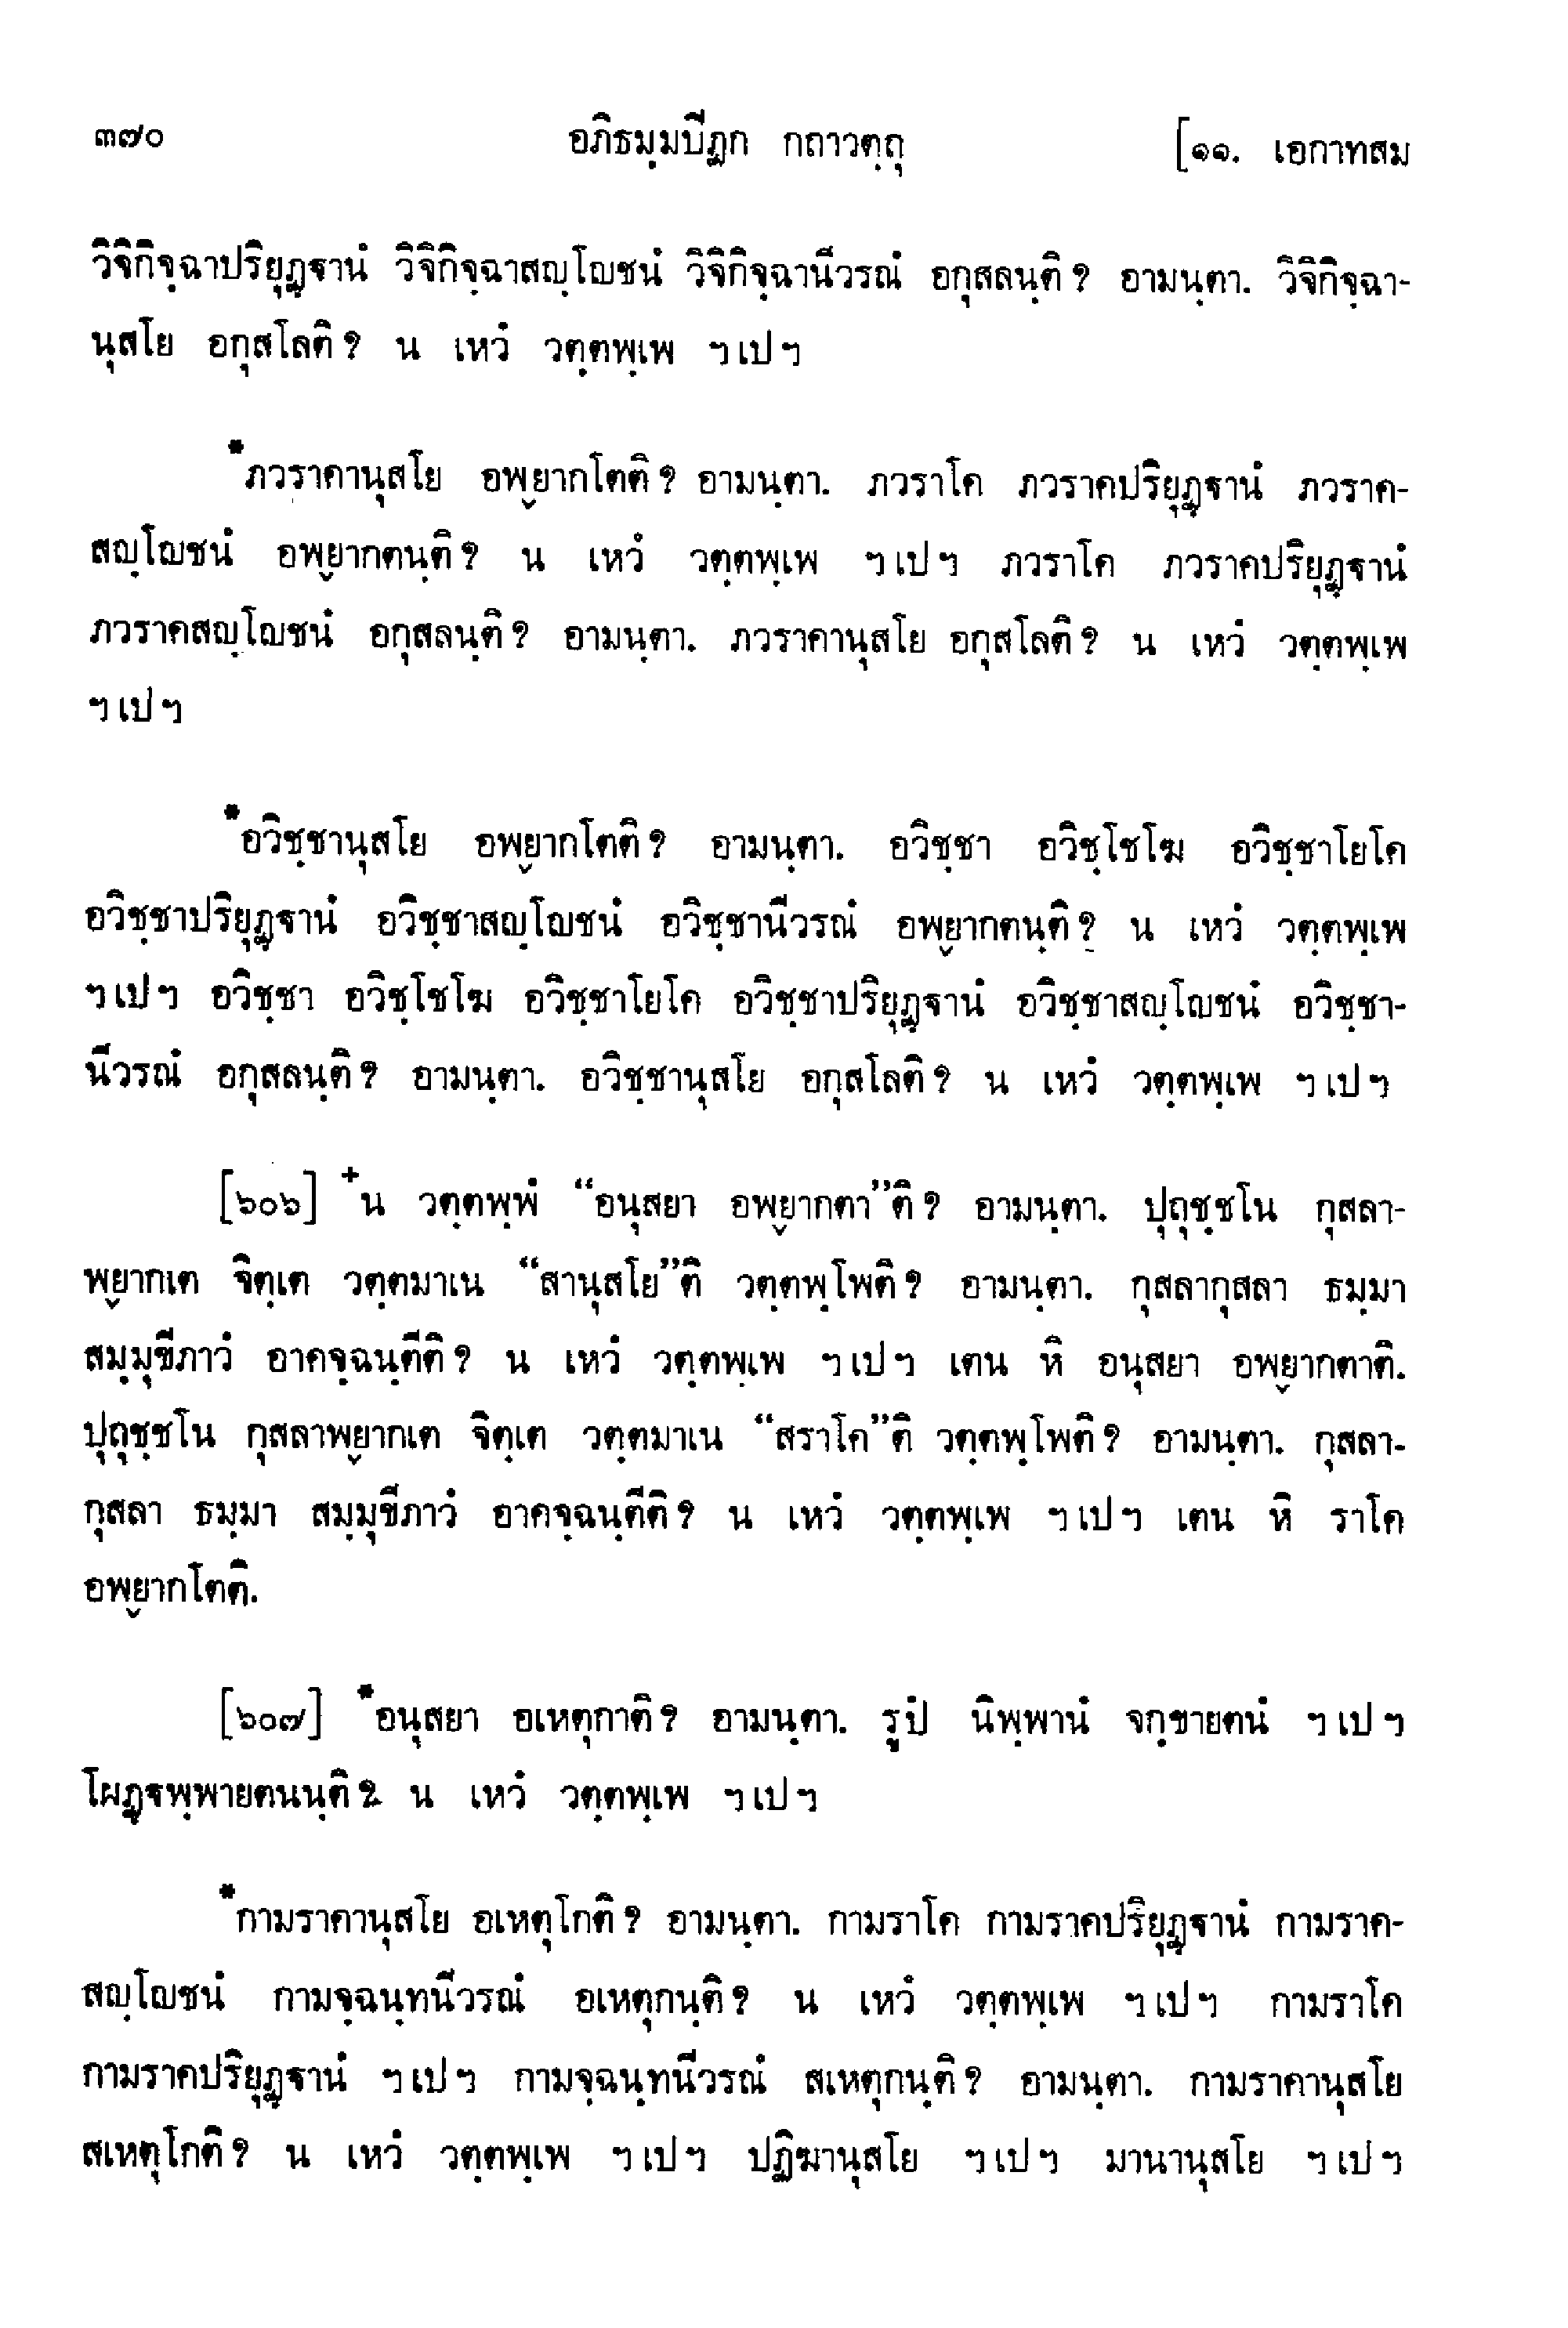 ๓๗๐ อภิธมฺมปีฏก กถาวตฺถุ [๑๑. เอกาทสม
วิจิกิจฺฉาปริยุฏฺฐานํ วิจิกิจฺฉาสญฺโญชนํ วิจิกิจฺฉานีวรณํ อกุสลนฺติ ? อามนฺตา. วิจิกิจฺฉา-
นุสโย อกุสโลติ ? น เหวํ วตฺตพฺเพ ฯ เป ฯ
*ภวราคานุสโย อพฺยากโตติ ? อามนฺตา. ภวราโค ภวราคปริยุฏฺฐานํ ภวราค-
สญฺโญชนํ อพฺยากตนฺติ ? น เหวํ วตฺตพฺเพ ฯ เป ฯ ภวราโค ภวราคปริยุฏฺฐานํ
ภวราคสญฺโญชนํ อกุสลนฺติ ? อามนฺตา. ภวราคานุสโย อกุสโลติ ? น เหวํ วตฺตพฺเพ
ฯ เป ฯ
*อวิชฺชานุสโย อพฺยากโตติ ? อามนฺตา. อวิชฺชา อวิชฺโชโฆ อวิชฺชาโยโค
อวิชฺชาปริยุฏฺฐานํ อวิชฺชาสญฺโญชนํ อวิชฺชานีวรณํ อพฺยากตนฺติ ? น เหวํ วตฺตพฺเพ
ฯ เป ฯ อวิชฺชา อวิชฺโชโฆ อวิชฺชาโยโค อวิชฺชาปริยุฏฺฐานํ อวิชฺชาสญฺโญชนํ อวิชฺชา-
นีวรณํ อกุสลนฺติ ? อามนฺตา. อวิชฺชานุสโย อกุสโลติ ? น เหวํ วตฺตพฺเพ ฯ เป ฯ
[๖๐๖] +น วตฺตพฺพํ “อนุสยา อพฺยากตา”ติ ? อามนฺตา. ปุถุชฺชโน กุสลา-
พฺยากเต จิตฺเต วตฺตมาเน “สานุสโย”ติ วตฺตพฺโพติ ? อามนฺตา. กุสลากุสลา ธมฺมา
สมฺมุขีภาวํ อาคจฺฉนฺตีติ ? น เหวํ วตฺตพฺเพ ฯ เป ฯ เตน หิ อนุสยา อพฺยากตาติ.
ปุถุชฺชโน กุสลาพฺยากเต จิตฺเต วตฺตมาเน “สราโค”ติ วตฺตพฺโพติ ? อามนฺตา. กุสลา-
กุสลา ธมฺมา สมฺมุขีภาวํ อาคจฺฉนฺตีติ ? น เหวํ วตฺตพฺเพ ฯ เป ฯ เตน หิ ราโค
อพฺยากโตติ.
[๖๐๗] *อนุสยา อเหตุกาติ ? อามนฺตา. รูปํ นิพฺพานํ จกฺขายตนํ ฯ เป ฯ
โผฏฺฐพฺพายตนนฺติ ? น เหวํ วตฺตพฺเพ ฯ เป ฯ
*กามราคานุสโย อเหตุโกติ ? อามนฺตา. กามราโค กามราคปริยุฏฺฐานํ กามราค-
สญฺโญชนํ กามจฺฉนฺทนีวรณํ อเหตุกนฺติ ? น เหวํ วตฺตพฺเพ ฯ เป ฯ กามราโค
กามราคปริยุฏฺฐานํ ฯ เป ฯ กามจฺฉนฺทนีวรณํ สเหตุกนฺติ ? อามนฺตา. กามราคานุสโย
สเหตุโกติ ? น เหวํ วตฺตพฺเพ ฯ เป ฯ ปฏิฆานุสโย ฯ เป ฯ มานานุสโย ฯ เป ฯ